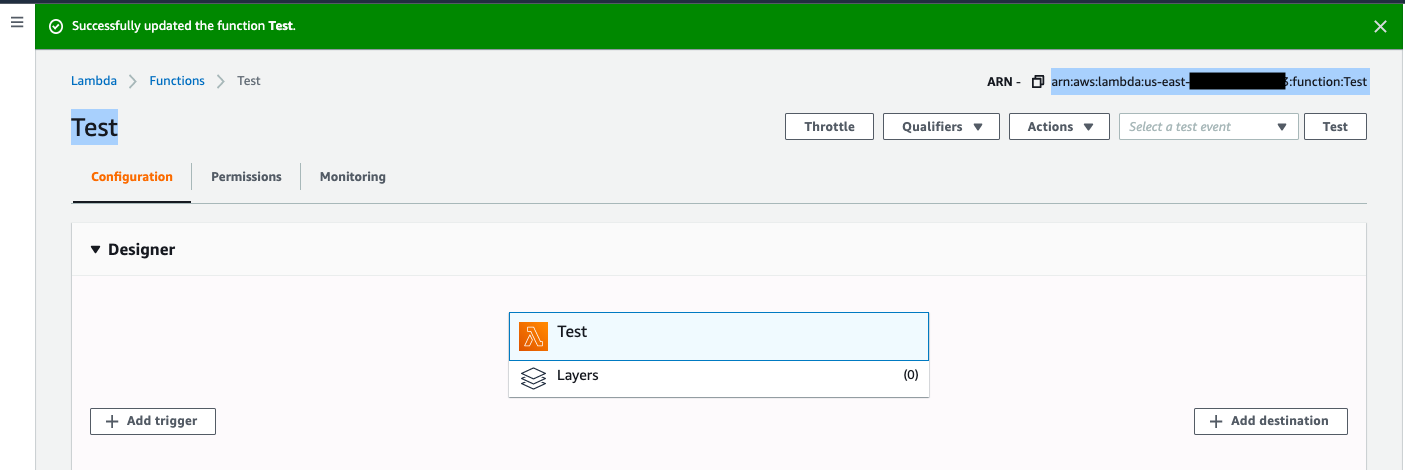 Successfully updated the function Test.
Lambda Functions Test
ARN - arn:aws:lambda:us-east- :function:Test
Test
Throttle Qualifiers Actions Select a test event Test
Configuration Permissions Monitoring
Designer
Test
Layers (0)
Add trigger Add destination